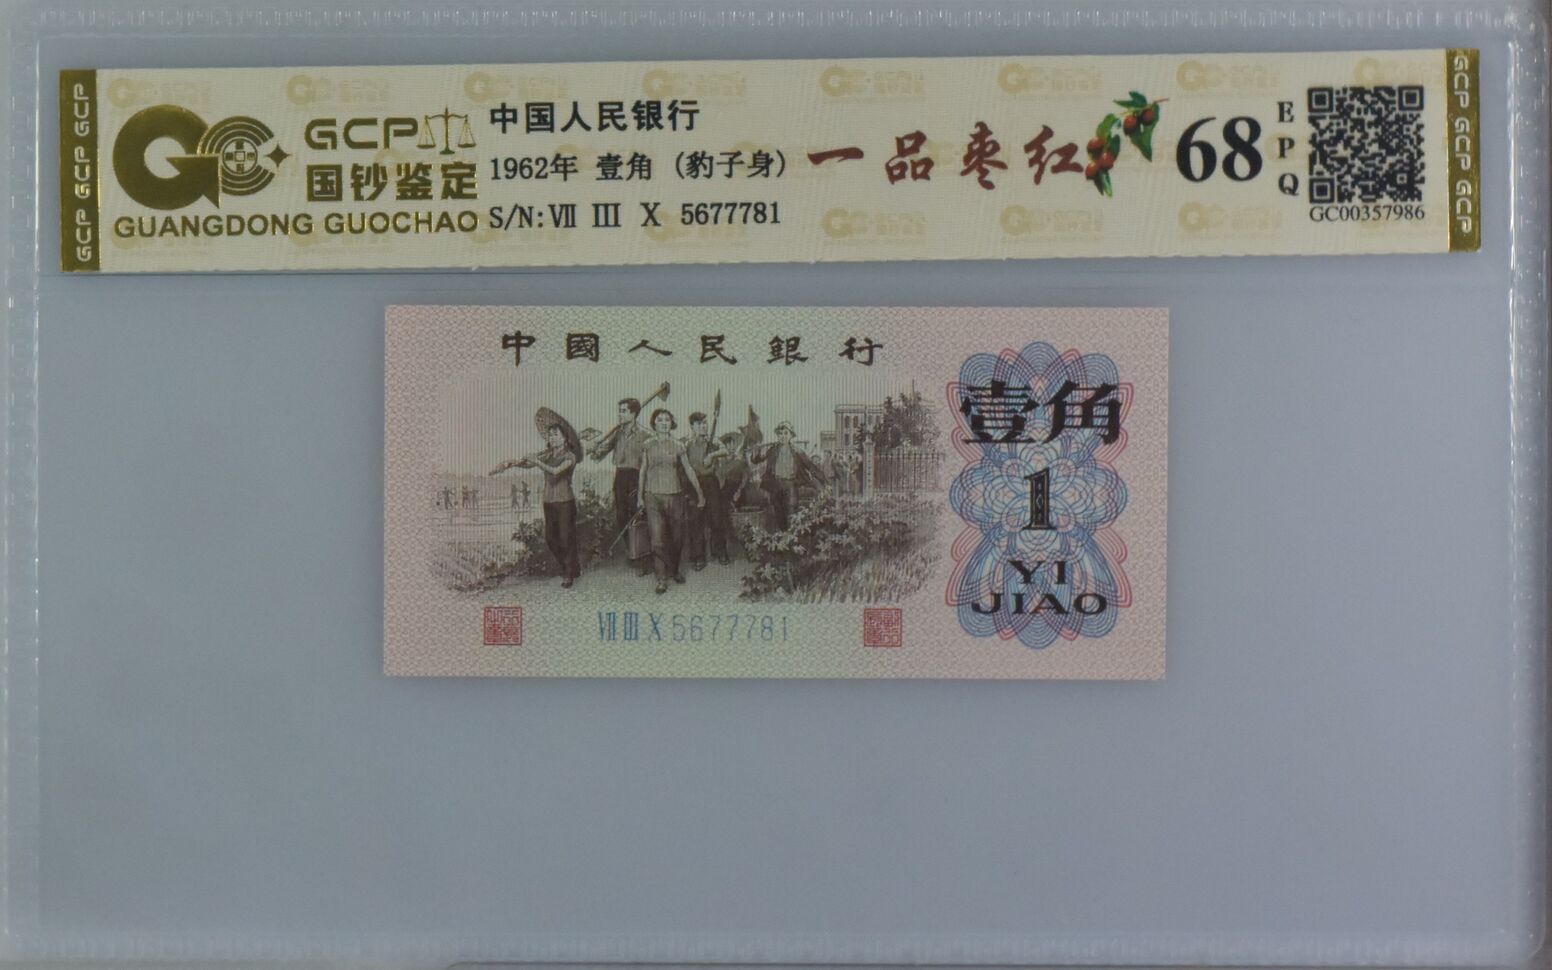 GCP GCP GCP
GCP
国钞鉴定
GUANGDONG GUOCHAO
中国人民银行
1962年 壹角 (豹子身)
S/N: Ⅶ Ⅲ Ⅹ 5677781
一品枣红
68
EPQ
GC00357986
GCP GCP GCP GCP
中國人民銀行
壹角
1
YI
JIAO
Ⅶ Ⅲ Ⅹ 5677781